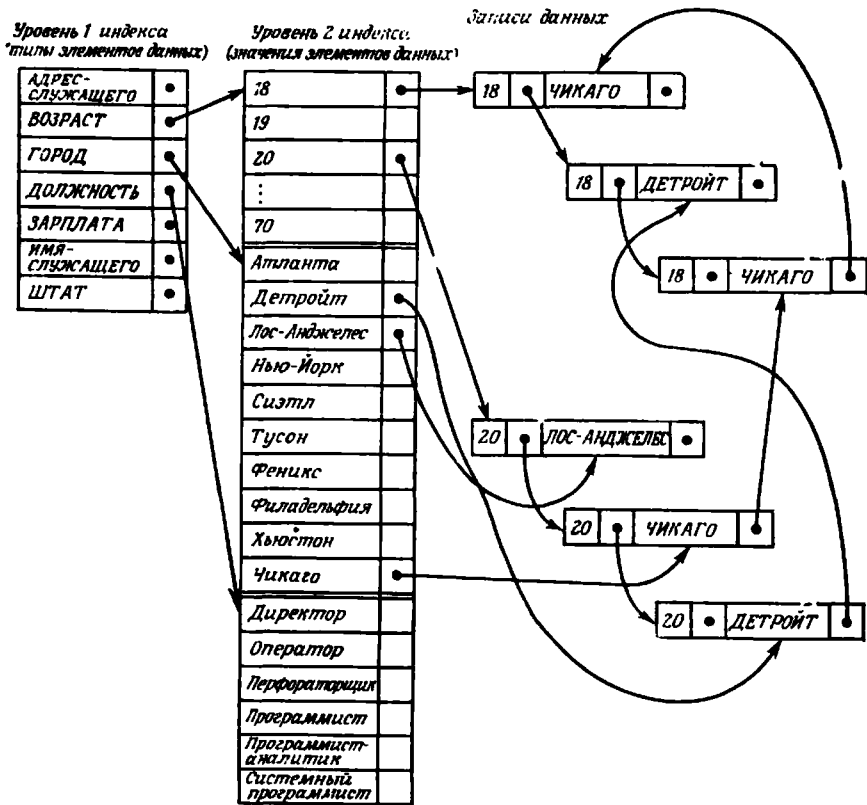 Уровень 1 индекса
(типы элементов данных)
АДРЕС-
СЛУЖАЩЕГО
ВОЗРАСТ
ГОРОД
ДОЛЖНОСТЬ
ЗАРПЛАТА
ИМЯ-
СЛУЖАЩЕГО
ШТАТ
Уровень 2 индекса
(значения элементов данных)
18
19
20
⋮
70
Атланта
Детройт
Лос-Анджелес
Нью-Йорк
Сиэтл
Тусон
Феникс
Филадельфия
Хьюстон
Чикаго
Директор
Оператор
Перфораторщик
Программист
Программист-
аналитик
Системный
программист
Записи данных
18 ЧИКАГО
18 ДЕТРОЙТ
18 ЧИКАГО
20 ЛОС-АНДЖЕЛЕС
20 ЧИКАГО
20 ДЕТРОЙТ